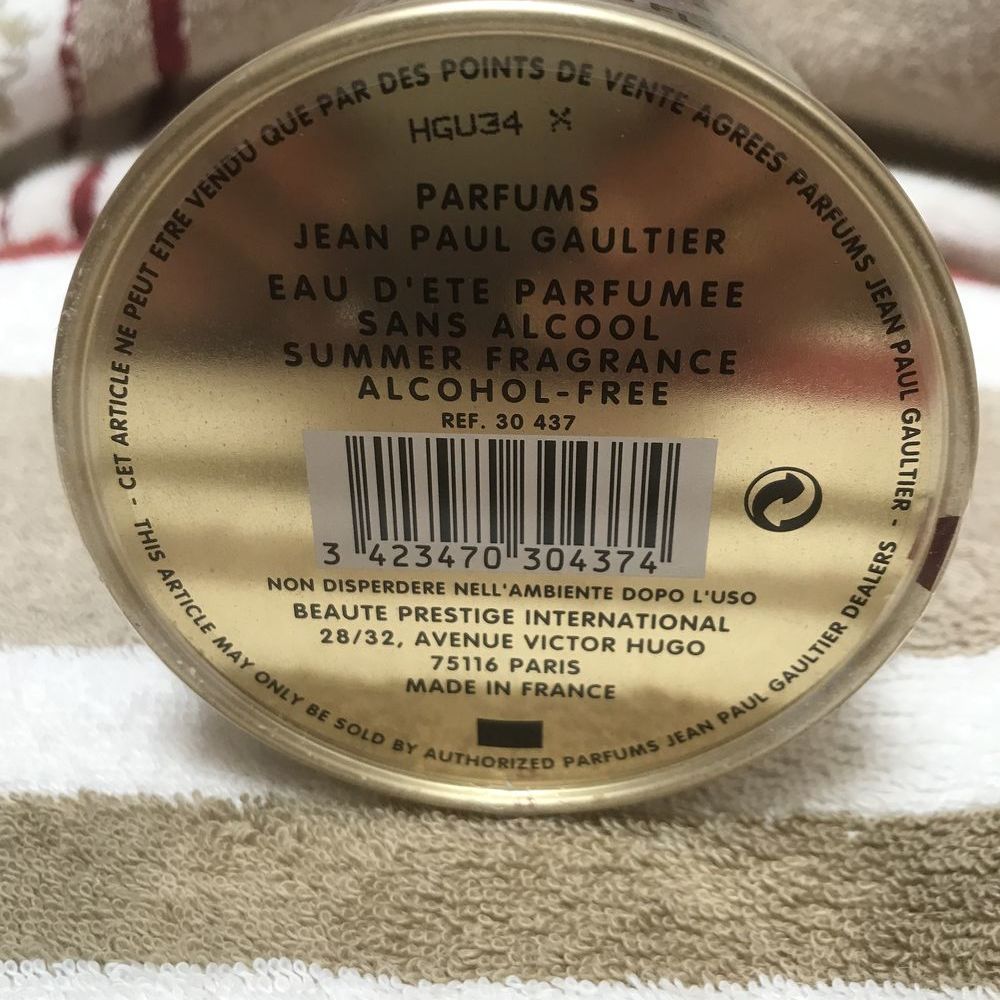 - CET ARTICLE NE PEUT ETRE VENDU QUE PAR DES POINTS DE VENTE AGREES PARFUMS JEAN PAUL GAULTIER -
HGU34
PARFUMS
JEAN PAUL GAULTIER
EAU D'ETE PARFUMEE
SANS ALCOOL
SUMMER FRAGRANCE
ALCOHOL-FREE
REF. 30 437
3 423470 304374
NON DISPERDERE NELL'AMBIENTE DOPO L'USO
BEAUTE PRESTIGE INTERNATIONAL
28/32, AVENUE VICTOR HUGO
75116 PARIS
MADE IN FRANCE
THIS ARTICLE MAY ONLY BE SOLD BY AUTHORIZED PARFUMS JEAN PAUL GAULTIER DEALERS